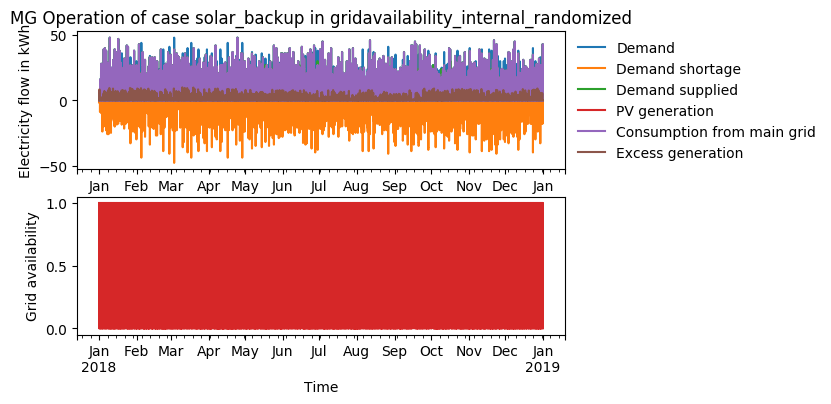 MG Operation of case solar_backup in gridavailability_internal_randomized
Electricity flow in kWh
50
0
−50
Jan Feb Mar Apr May Jun Jul Aug Sep Oct Nov Dec Jan
Demand
Demand shortage
Demand supplied
PV generation
Consumption from main grid
Excess generation
Grid availability
1.0
0.5
0.0
Jan Feb Mar Apr May Jun Jul Aug Sep Oct Nov Dec Jan
2018 2019
Time